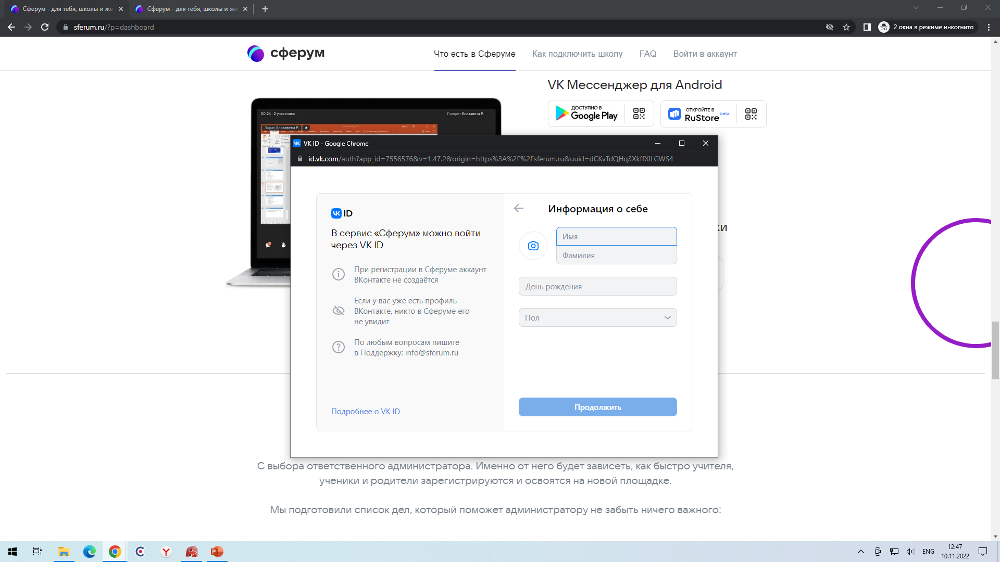 Сферум - для тебя, школы и жи
Сферум - для тебя, школы и жи
sferum.ru/?p=dashboard
2 окна в режиме инкогнито
сферум
Что есть в Сферуме
Как подключить школу
FAQ
Войти в аккаунт
VK Мессенджер для Android
ДОСТУПНО В
Google Play
ОТКРОЙТЕ В
RuStore beta
00:24 · 2 участника
Говорит Елизавета Р.
Экран Елизаветы Р.
VK ID - Google Chrome
id.vk.com/auth?app_id=7556576&v=1.47.2&origin=https%3A%2F%2Fsferum.ru&uuid=dCKvTdQHq3XkffXILGWS4
VK ID
В сервис «Сферум» можно войти
через VK ID
При регистрации в Сферуме аккаунт
ВКонтакте не создаётся
Если у вас уже есть профиль
ВКонтакте, никто в Сферуме его
не увидит
По любым вопросам пишите
в Поддержку: info@sferum.ru
Подробнее о VK ID
Информация о себе
Имя
Фамилия
День рождения
Пол
Продолжить
ки
С выбора ответственного администратора. Именно от него будет зависеть, как быстро учителя,
ученики и родители зарегистрируются и освоятся на новой площадке.
Мы подготовили список дел, который поможет администратору не забыть ничего важного:
ENG
12:47
10.11.2022